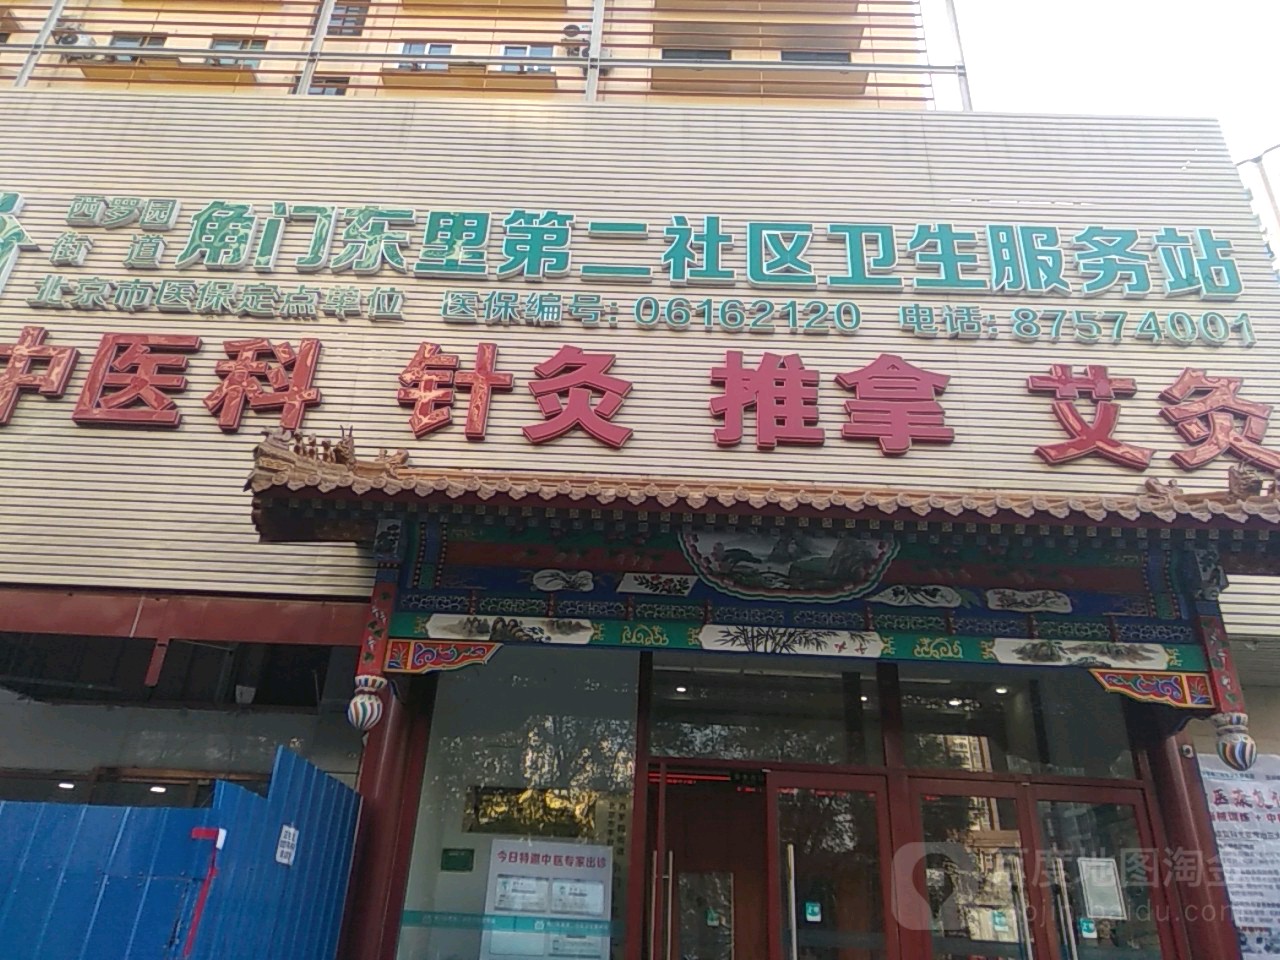 西罗园
街道
角门东里第二社区卫生服务站
北京市医保定点单位 医保编号:06162120 电话:87574001
中医科 针灸 推拿 艾灸
今日特邀中医专家出诊